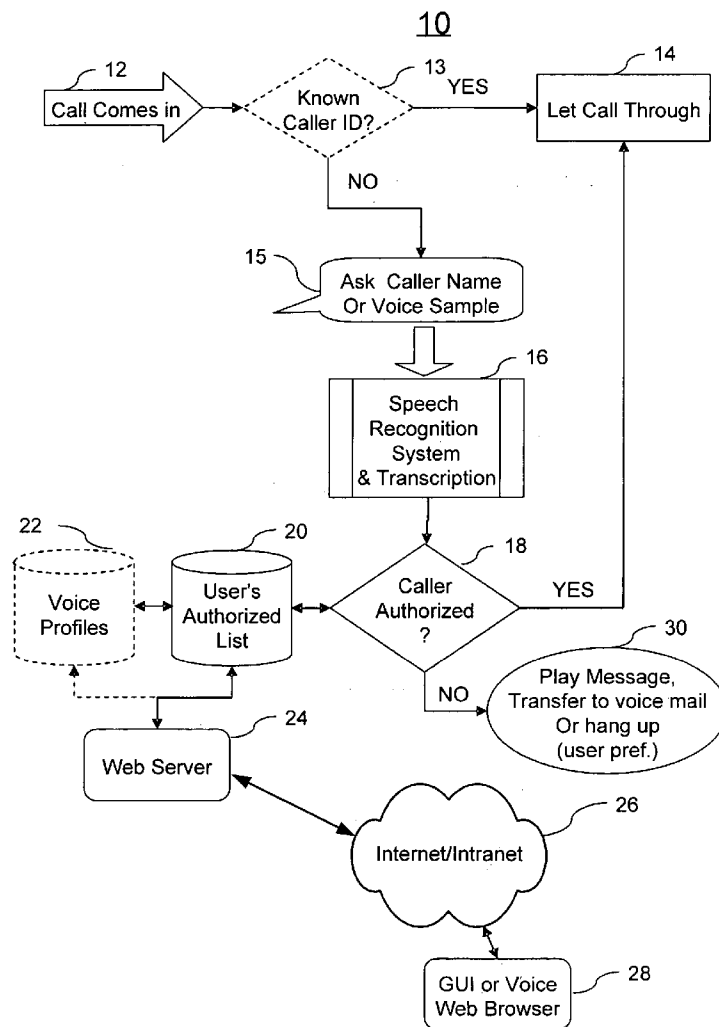 10
12
Call Comes in
13
Known
Caller ID?
YES
14
Let Call Through
NO
15
Ask Caller Name
Or Voice Sample
16
Speech
Recognition
System
& Transcription
22
Voice
Profiles
20
User's
Authorized
List
18
Caller
Authorized
?
YES
NO
30
Play Message,
Transfer to voice mail
Or hang up
(user pref.)
24
Web Server
26
Internet/Intranet
28
GUI or Voice
Web Browser